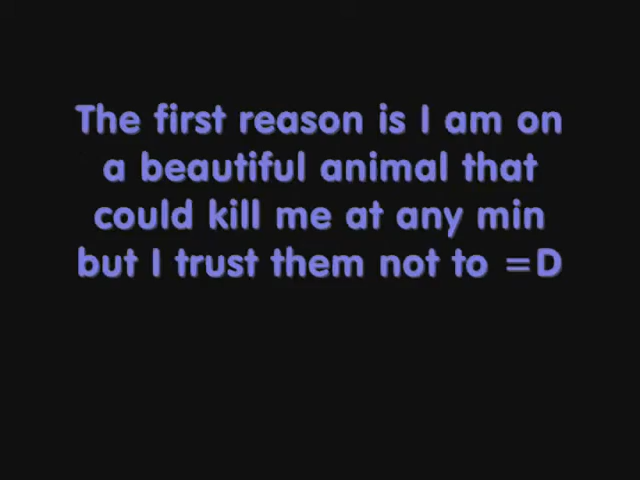 The first reason is I am on
a beautiful animal that
could kill me at any min
but I trust them not to =D